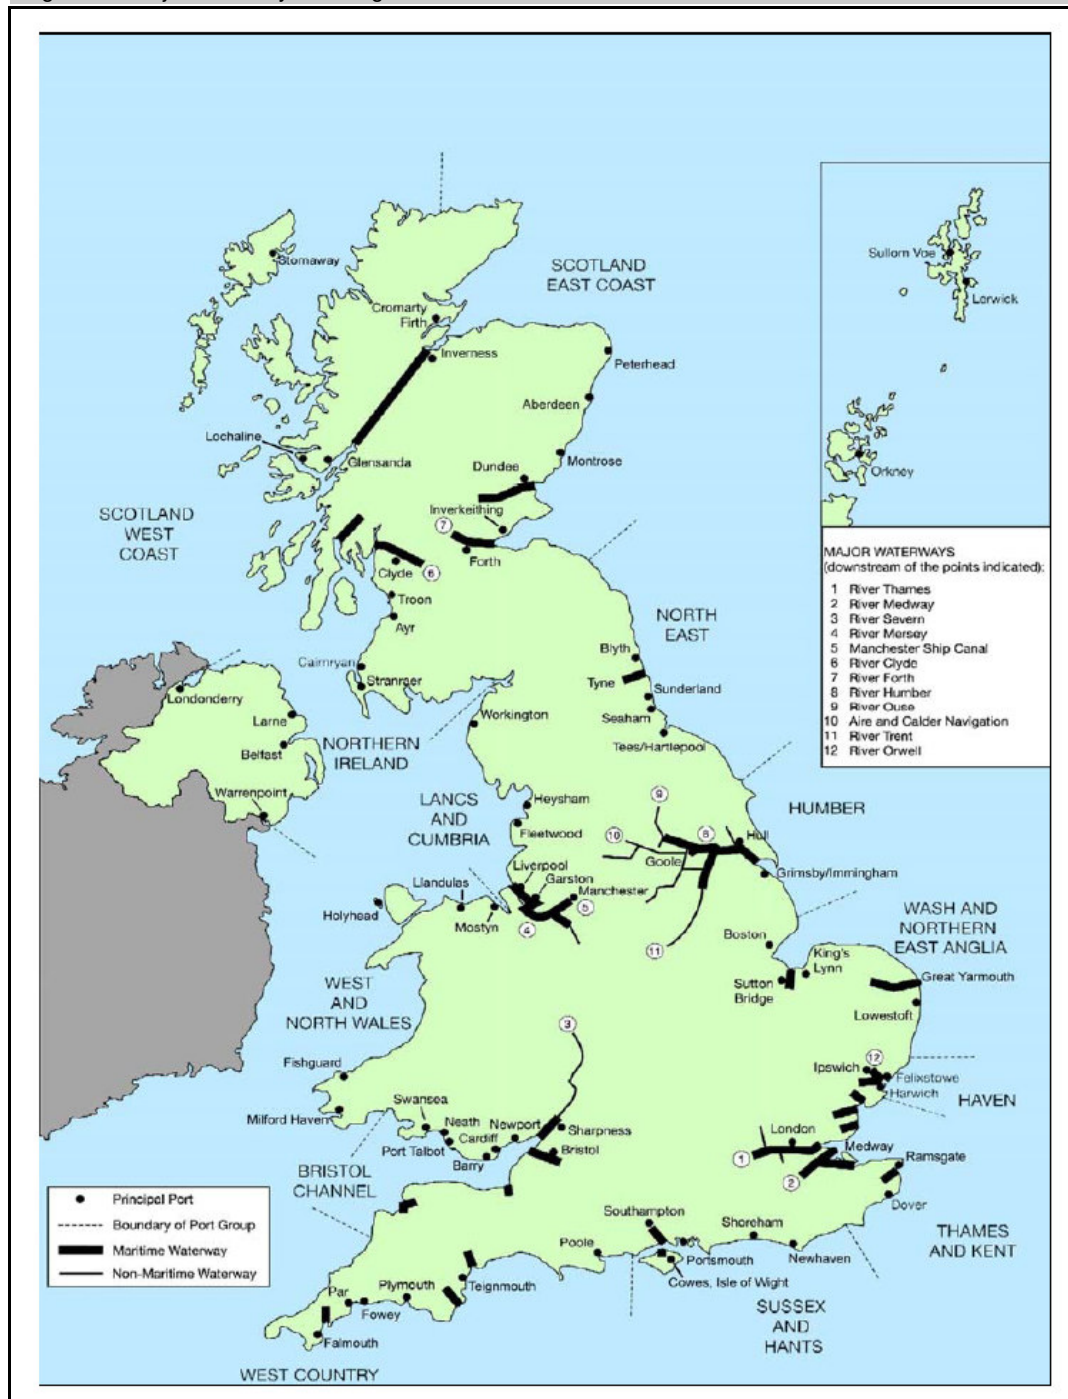 SCOTLAND
EAST COAST
Stornaway
Cromarty
Firth
Inverness
Peterhead
Aberdeen
Lochaline
Glensanda
Montrose
Dundee
Inverkeithing
SCOTLAND
WEST
COAST
7
Forth
Clyde
6
Troon
Ayr
Cairnryan
Stranraer
NORTH
EAST
Blyth
Tyne
Sunderland
Seaham
Tees/Hartlepool
Londonderry
Larne
Belfast
Warrenpoint
NORTHERN
IRELAND
Workington
LANCS
AND
CUMBRIA
Heysham
Fleetwood
Liverpool
Garston
Manchester
5
4
HUMBER
9
10
8
Hull
Goole
Grimsby/Immingham
11
Llandulas
Holyhead
Mostyn
WEST
AND
NORTH WALES
WASH AND
NORTHERN
EAST ANGLIA
Boston
King's
Lynn
Sutton
Bridge
Great Yarmouth
Lowestoft
3
12
Ipswich
Felixstowe
Harwich
HAVEN
Fishguard
Milford Haven
Swansea
Neath
Port Talbot
Cardiff
Newport
Barry
Sharpness
Bristol
BRISTOL
CHANNEL
London
1
2
Medway
Ramsgate
Dover
THAMES
AND KENT
Southampton
Shoreham
Newhaven
Portsmouth
Cowes, Isle of Wight
Poole
SUSSEX
AND
HANTS
Par
Plymouth
Fowey
Teignmouth
Falmouth
WEST COUNTRY
Sullom Voe
Lerwick
Orkney
MAJOR WATERWAYS
(downstream of the points indicated):
1 River Thames
2 River Medway
3 River Severn
4 River Mersey
5 Manchester Ship Canal
6 River Clyde
7 River Forth
8 River Humber
9 River Ouse
10 Aire and Calder Navigation
11 River Trent
12 River Orwell
Principal Port
Boundary of Port Group
Maritime Waterway
Non-Maritime Waterway